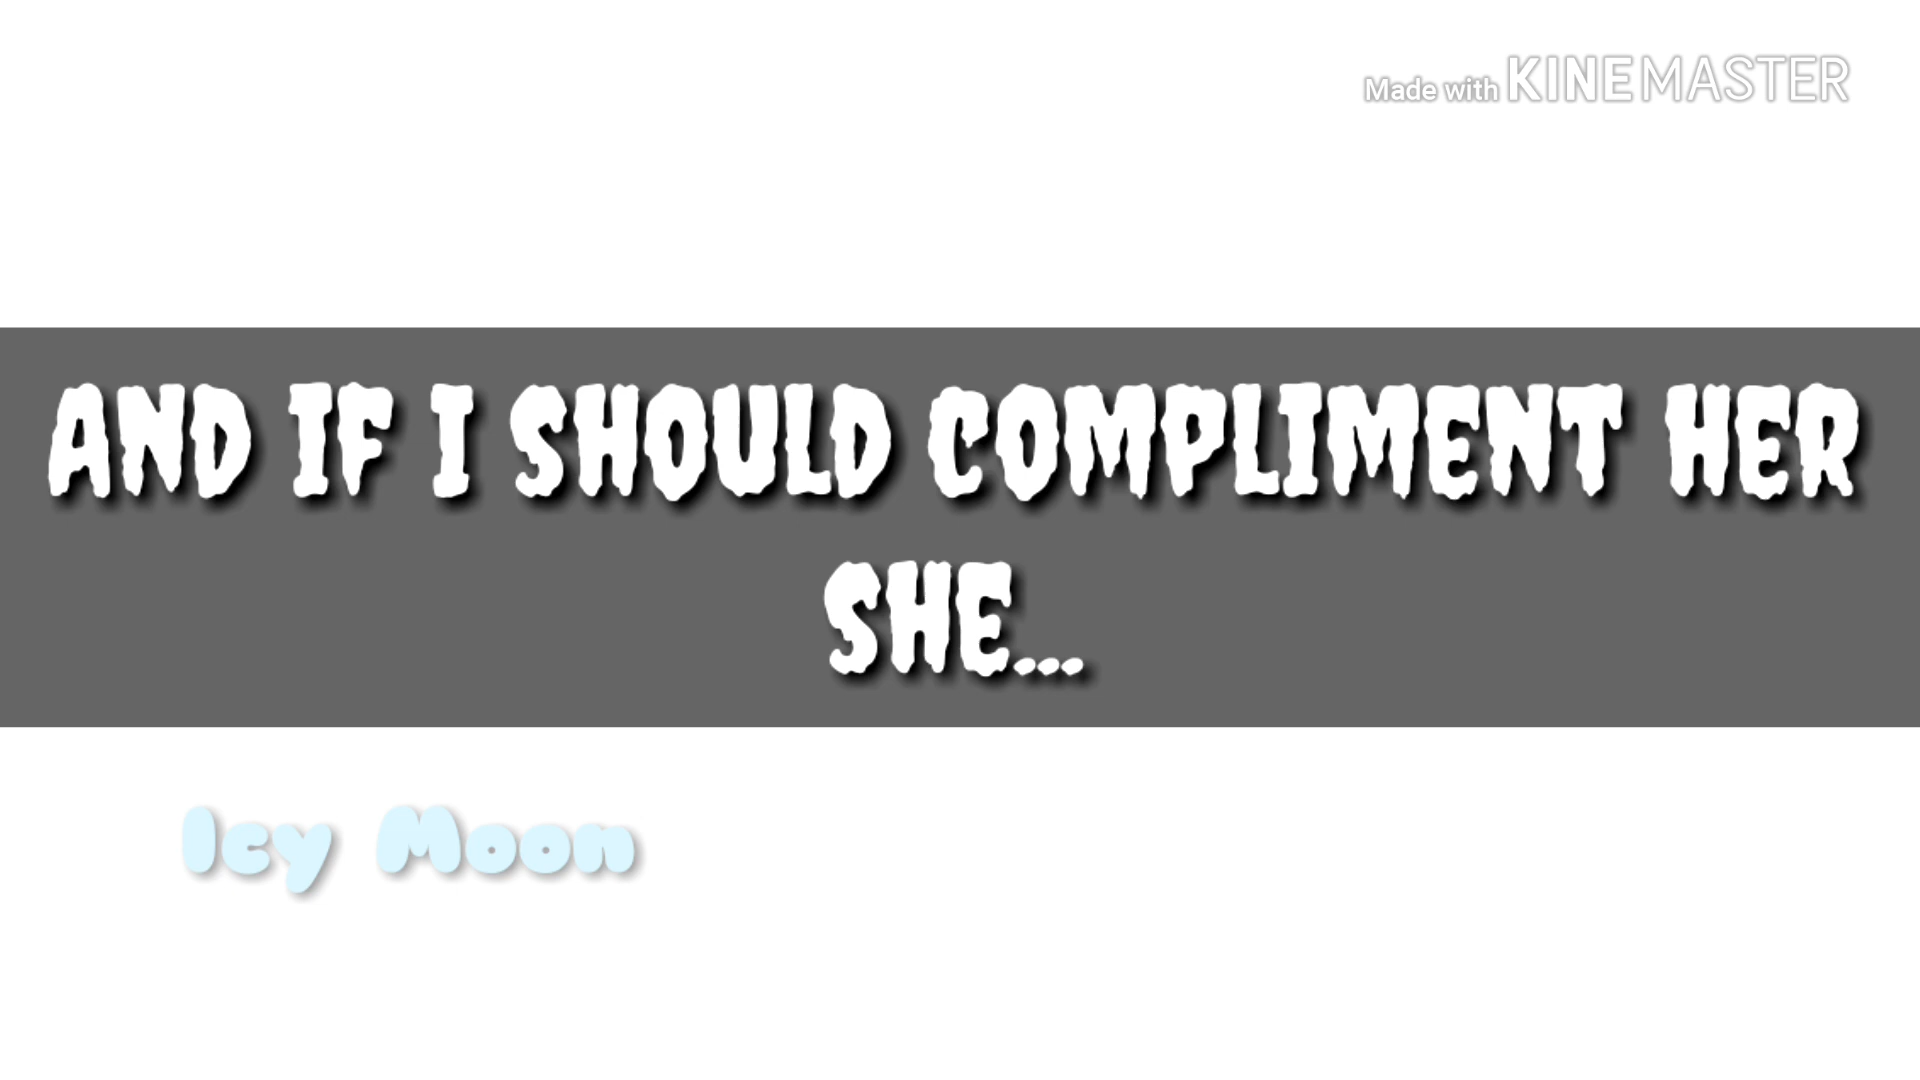 Made with KINEMASTER
AND IF I SHOULD COMPLIMENT HER
SHE...
Icy Moon